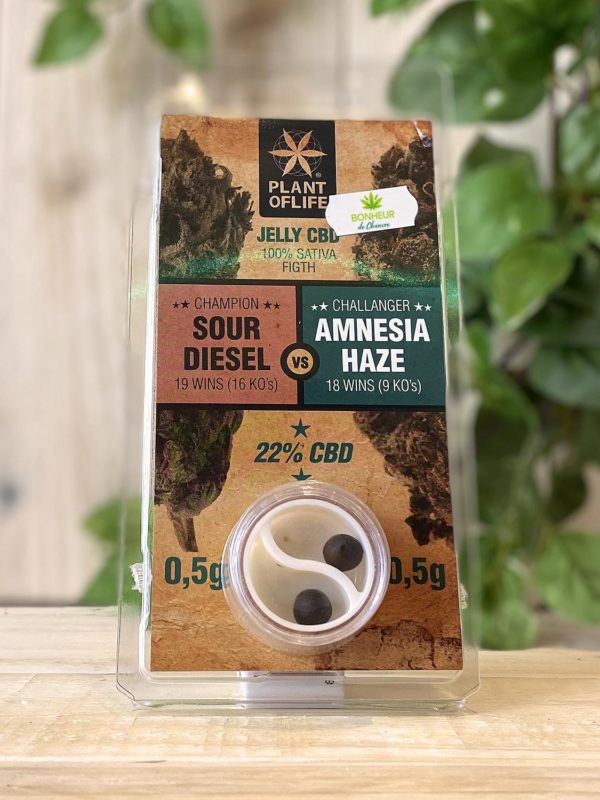 PLANT
OFLIFE
®
BONHEUR
de Chanvre
JELLY CBD
100% SATIVA
FIGTH
★★ CHAMPION ★★
SOUR
DIESEL
19 WINS (16 KO's)
VS
★★ CHALLANGER ★★
AMNESIA
HAZE
18 WINS (9 KO's)
22% CBD
0,5g
0,5g